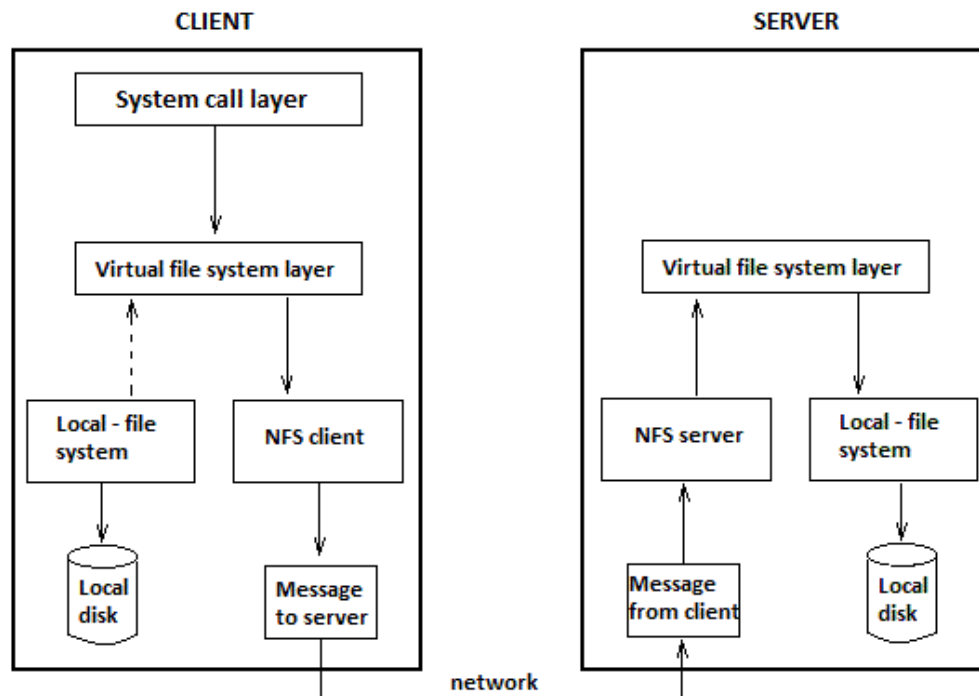 CLIENT
System call layer
Virtual file system layer
Local - file
system
NFS client
Local
disk
Message
to server
SERVER
Virtual file system layer
NFS server
Local - file
system
Message
from client
Local
disk
network